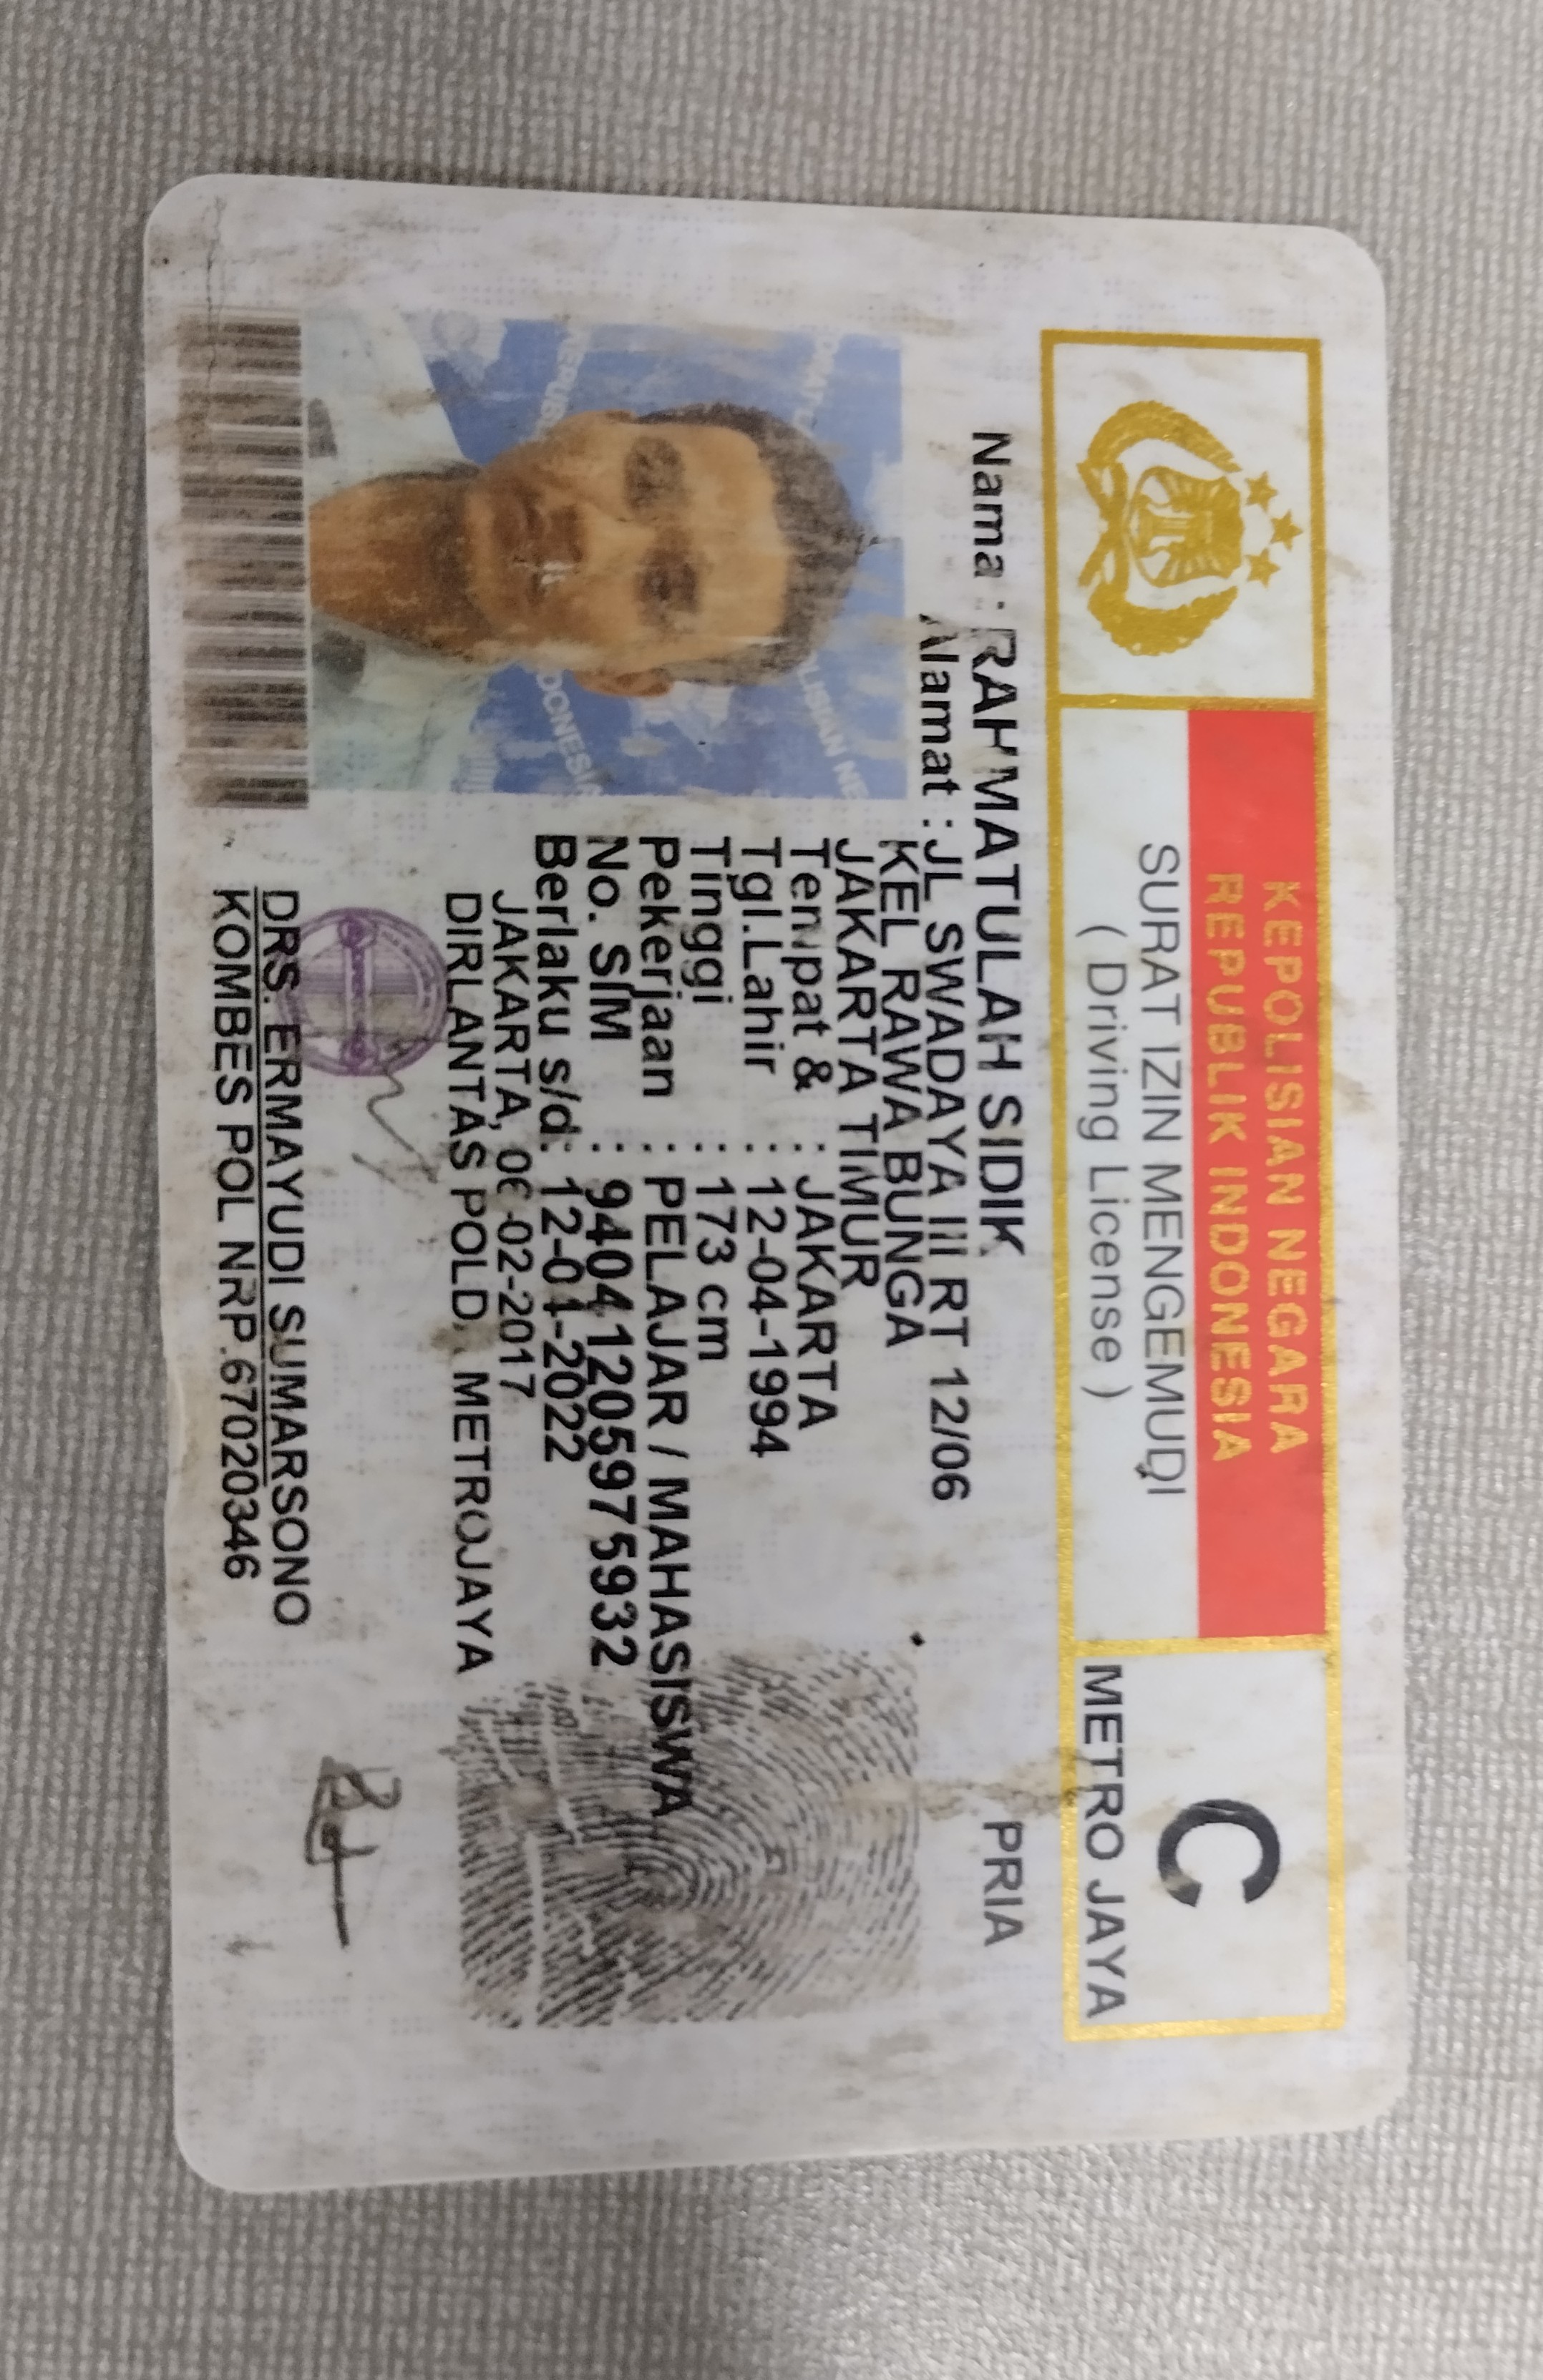 KEPOLISIAN NEGARA
REPUBLIK INDONESIA
SURAT IZIN MENGEMUDI
( Driving License )
C
METRO JAYA
Nama : RAHMATULAH SIDIK
PRIA
Alamat : JL SWADAYA III RT 12/06
KEL RAWA BUNGA
JAKARTA TIMUR
Tempat & : JAKARTA
Tgl.Lahir : 12-04-1994
Tinggi : 173 cm
Pekerjaan : PELAJAR / MAHASISWA
No. SIM : 94041205975932
Berlaku s/d: 12-04-2022
JAKARTA, 06-02-2017
DIRLANTAS POLDA METROJAYA
DRS. ERMAYUDI SUMARSONO
KOMBES POL NRP.67020346